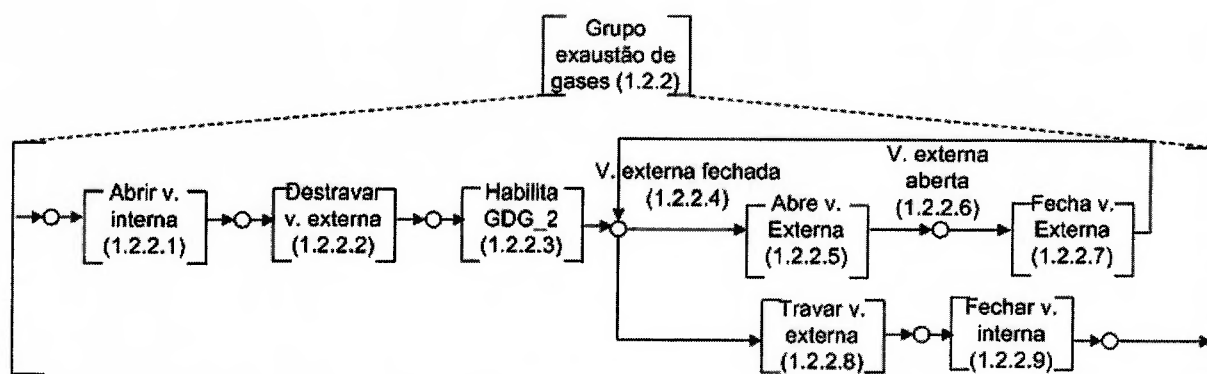 Grupo
exaustão de
gases (1.2.2)
Abrir v.
interna
(1.2.2.1)
Destravar
v. externa
(1.2.2.2)
Habilita
GDG_2
(1.2.2.3)
V. externa fechada
(1.2.2.4)
Abre v.
Externa
(1.2.2.5)
V. externa
aberta
(1.2.2.6)
Fecha v.
Externa
(1.2.2.7)
Travar v.
externa
(1.2.2.8)
Fechar v.
interna
(1.2.2.9)